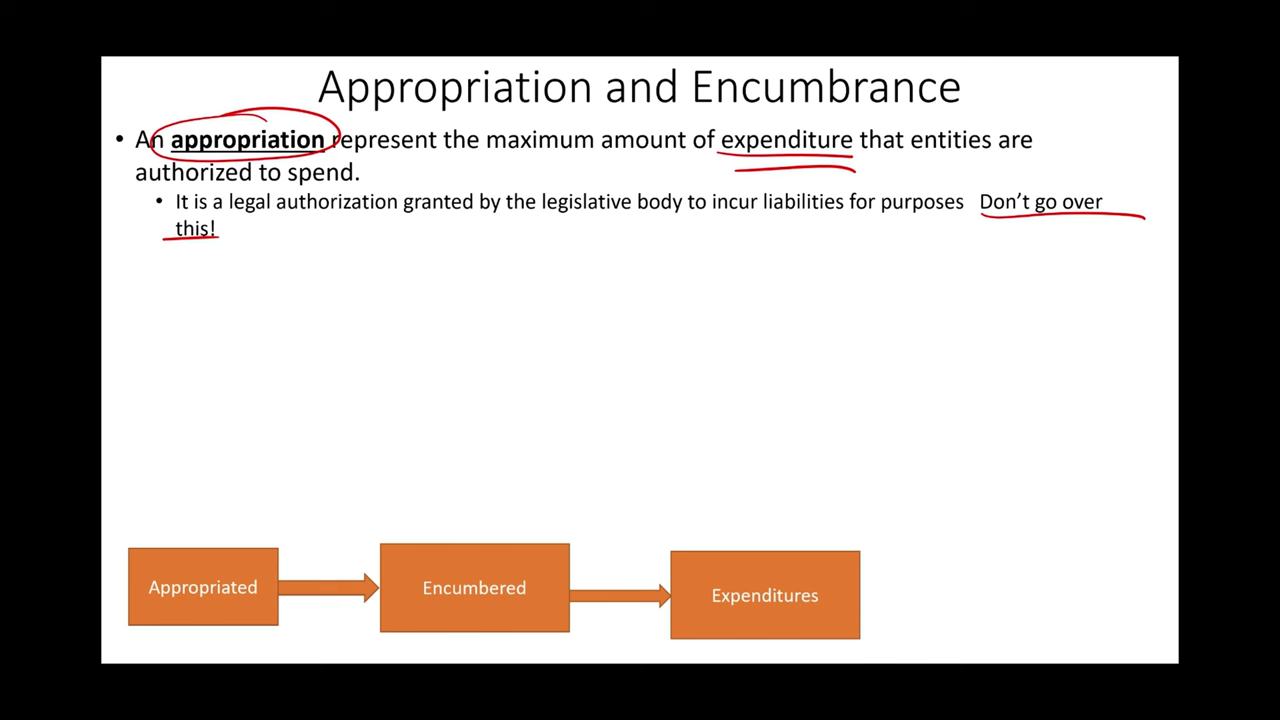 Appropriation and Encumbrance
• An appropriation represent the maximum amount of expenditure that entities are
authorized to spend.
• It is a legal authorization granted by the legislative body to incur liabilities for purposes Don’t go over
this!
Appropriated
Encumbered
Expenditures